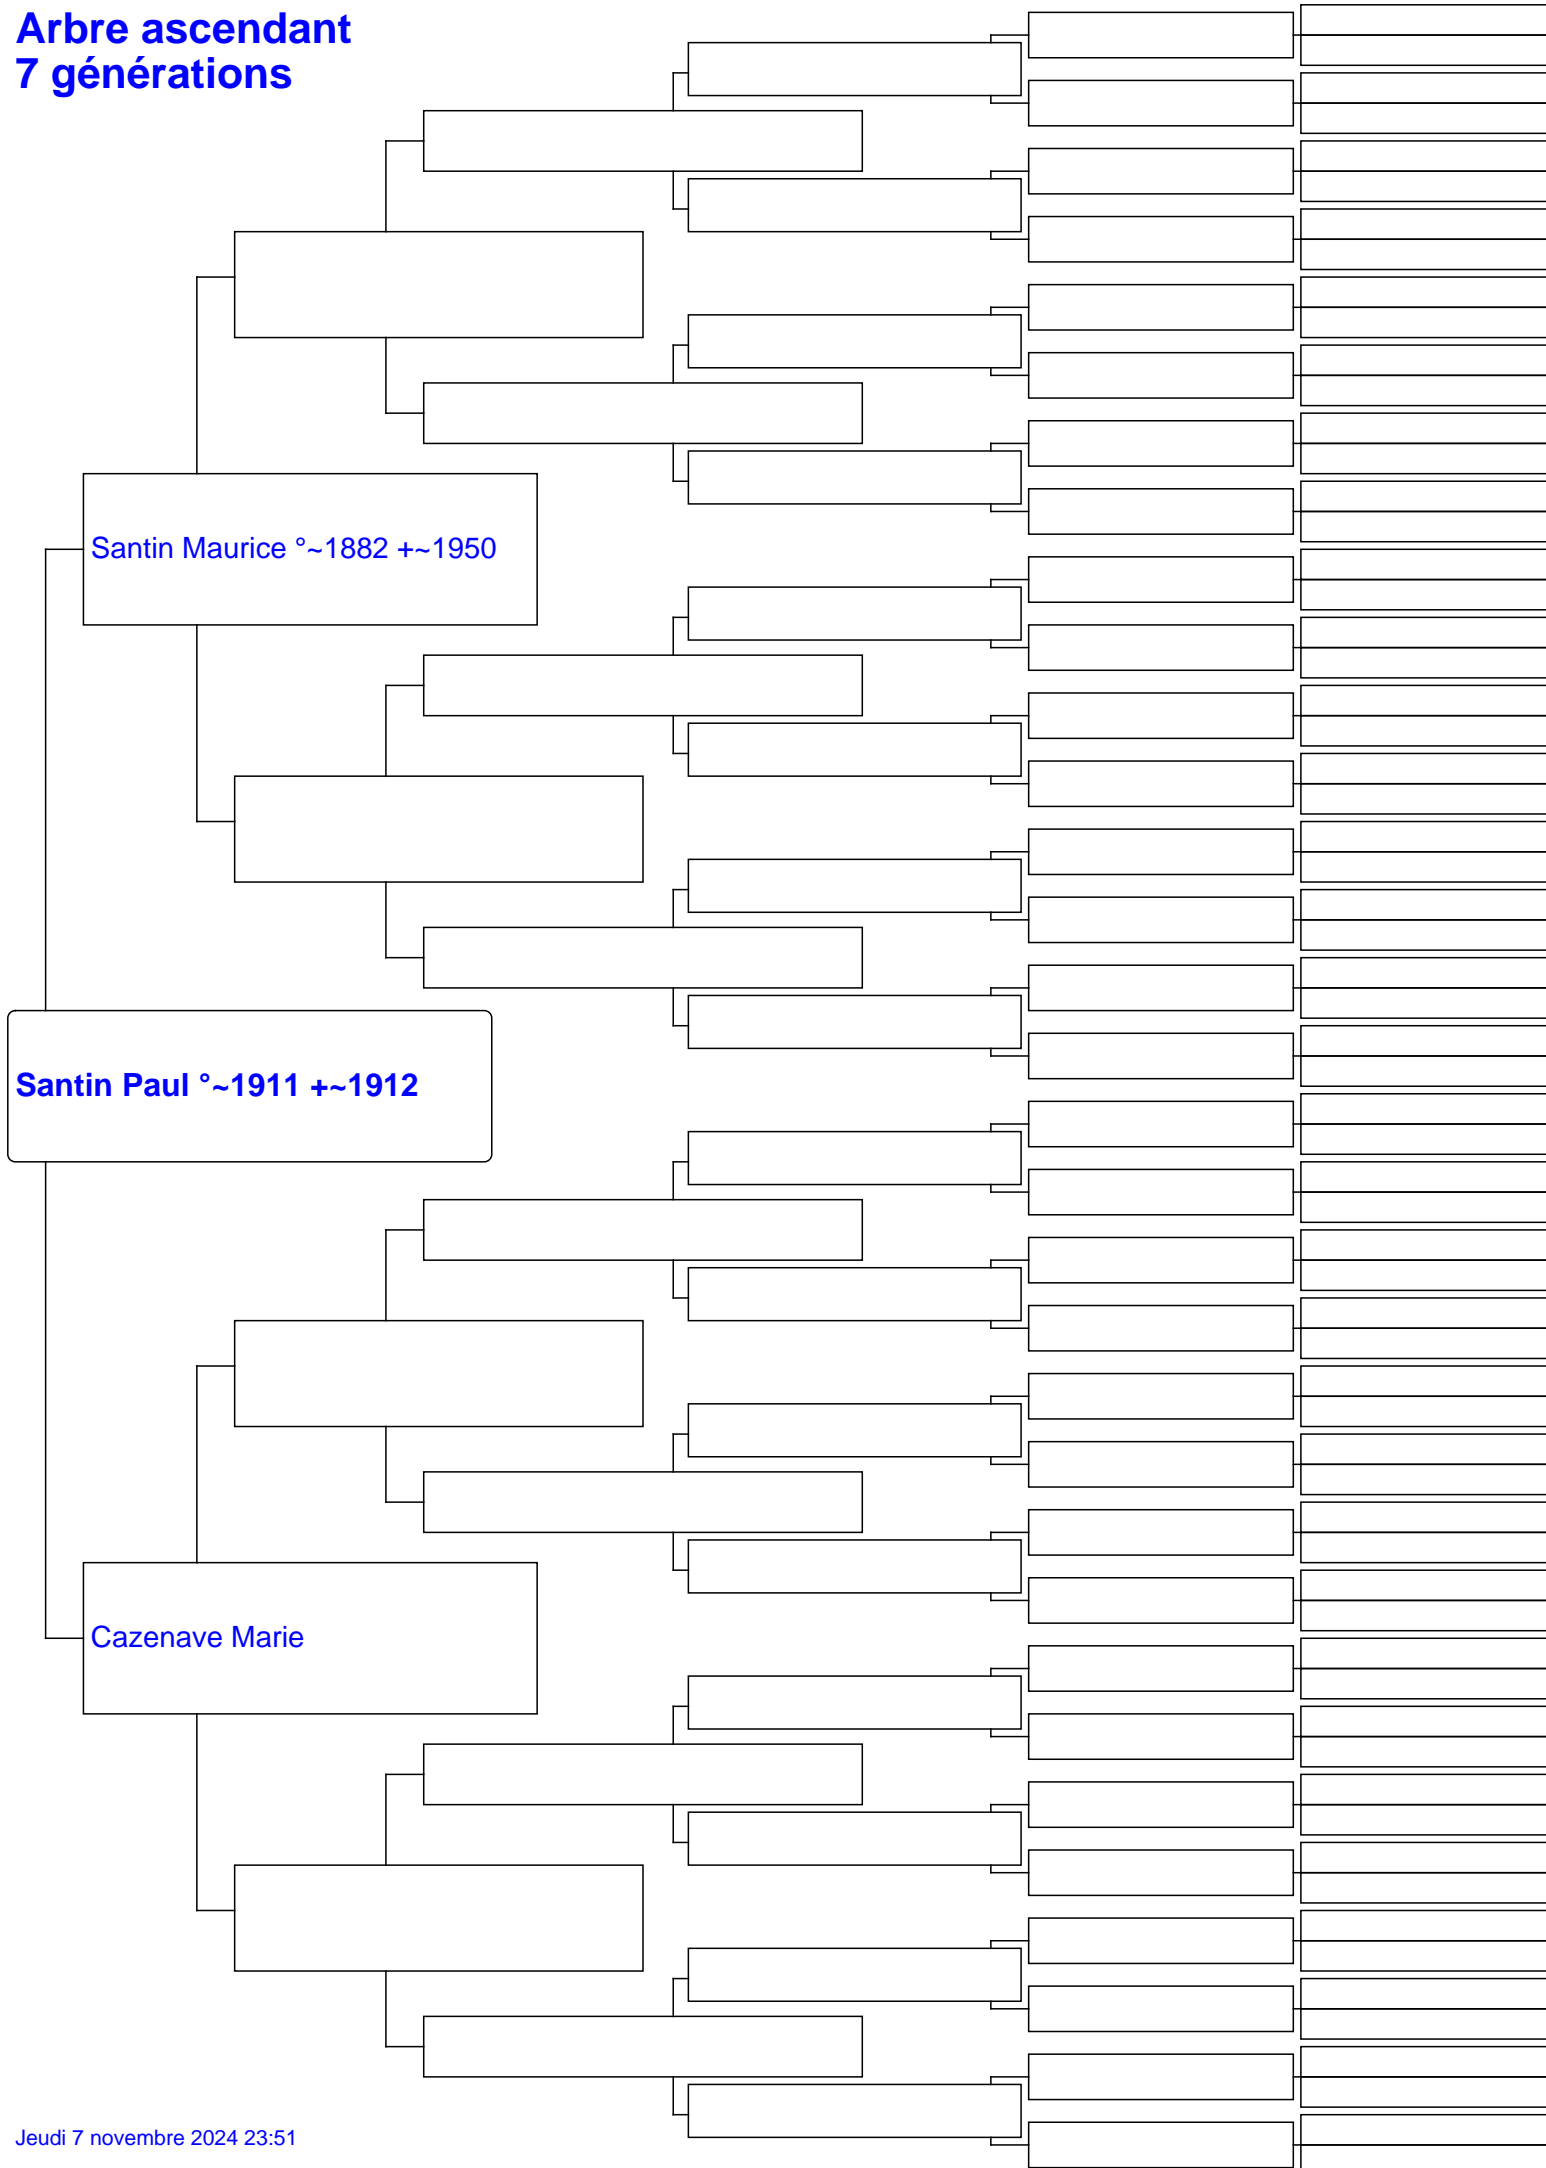 Arbre ascendant
7 générations
Santin Maurice °~1882 +~1950
Santin Paul °~1911 +~1912
Cazenave Marie
Jeudi 7 novembre 2024 23:51